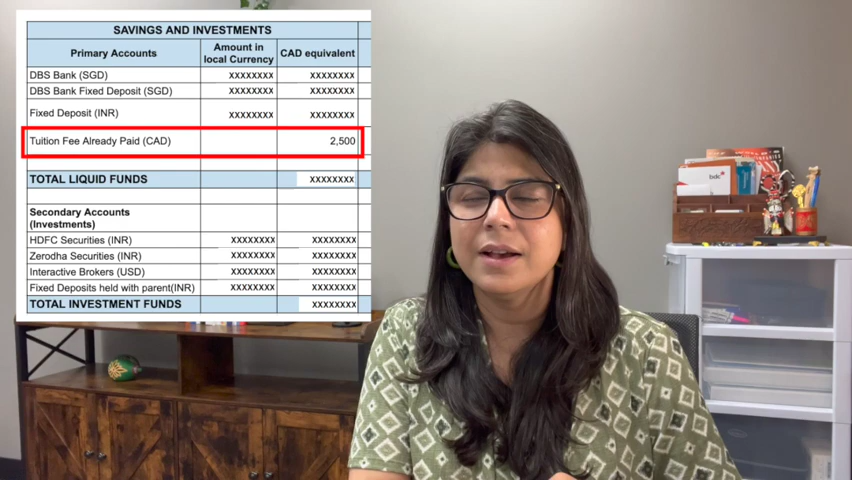 SAVINGS AND INVESTMENTS
Primary Accounts Amount in local Currency CAD equivalent
DBS Bank (SGD) XXXXXXXX XXXXXXXX
DBS Bank Fixed Deposit (SGD) XXXXXXXX XXXXXXXX
Fixed Deposit (INR) XXXXXXXX XXXXXXXX
Tuition Fee Already Paid (CAD) 2,500
TOTAL LIQUID FUNDS XXXXXXXX
Secondary Accounts
(Investments)
HDFC Securities (INR) XXXXXXXX XXXXXXXX
Zerodha Securities (INR) XXXXXXXX XXXXXXXX
Interactive Brokers (USD) XXXXXXXX XXXXXXXX
Fixed Deposits held with parent(INR) XXXXXXXX XXXXXXXX
TOTAL INVESTMENT FUNDS XXXXXXXX
bdc